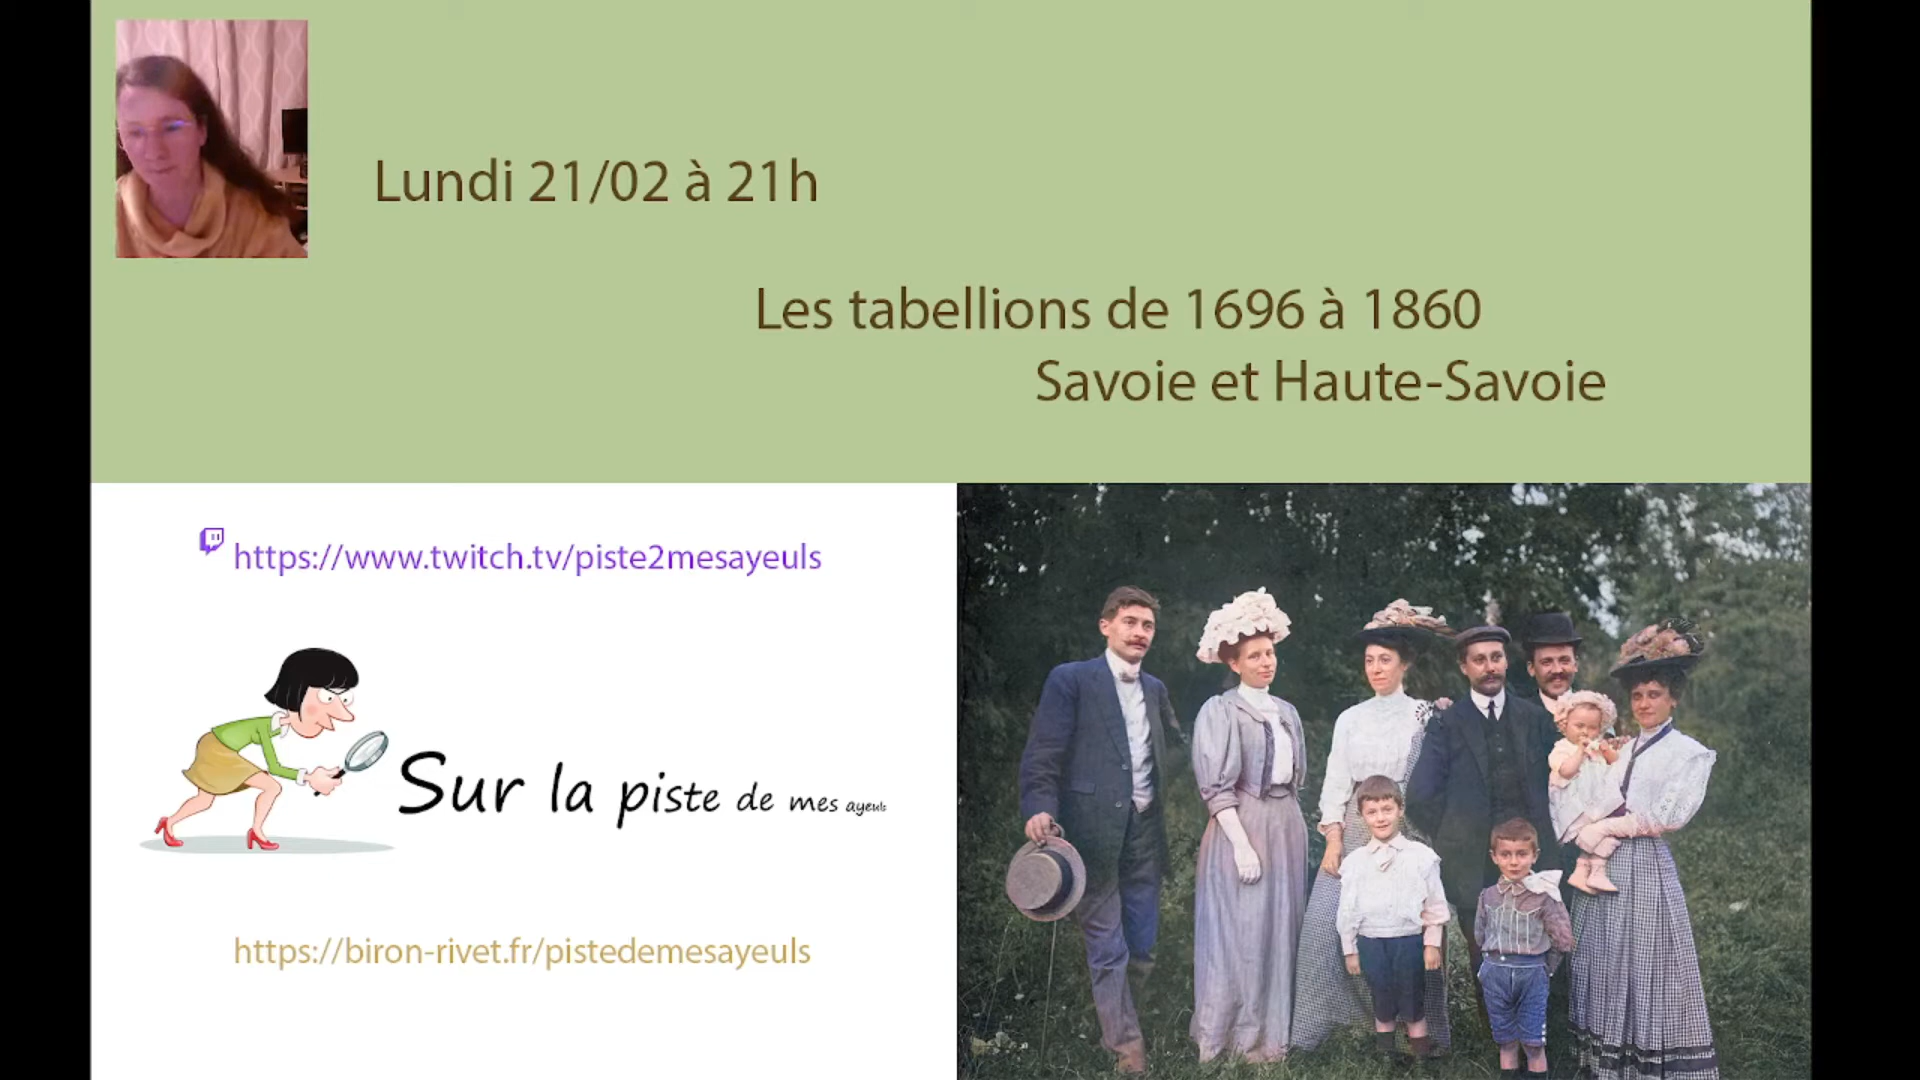 Lundi 21/02 à 21h
Les tabellions de 1696 à 1860
Savoie et Haute-Savoie
https://www.twitch.tv/piste2mesayeuls
Sur la piste de mes ayeuls
https://biron-rivet.fr/pistedemesayeuls